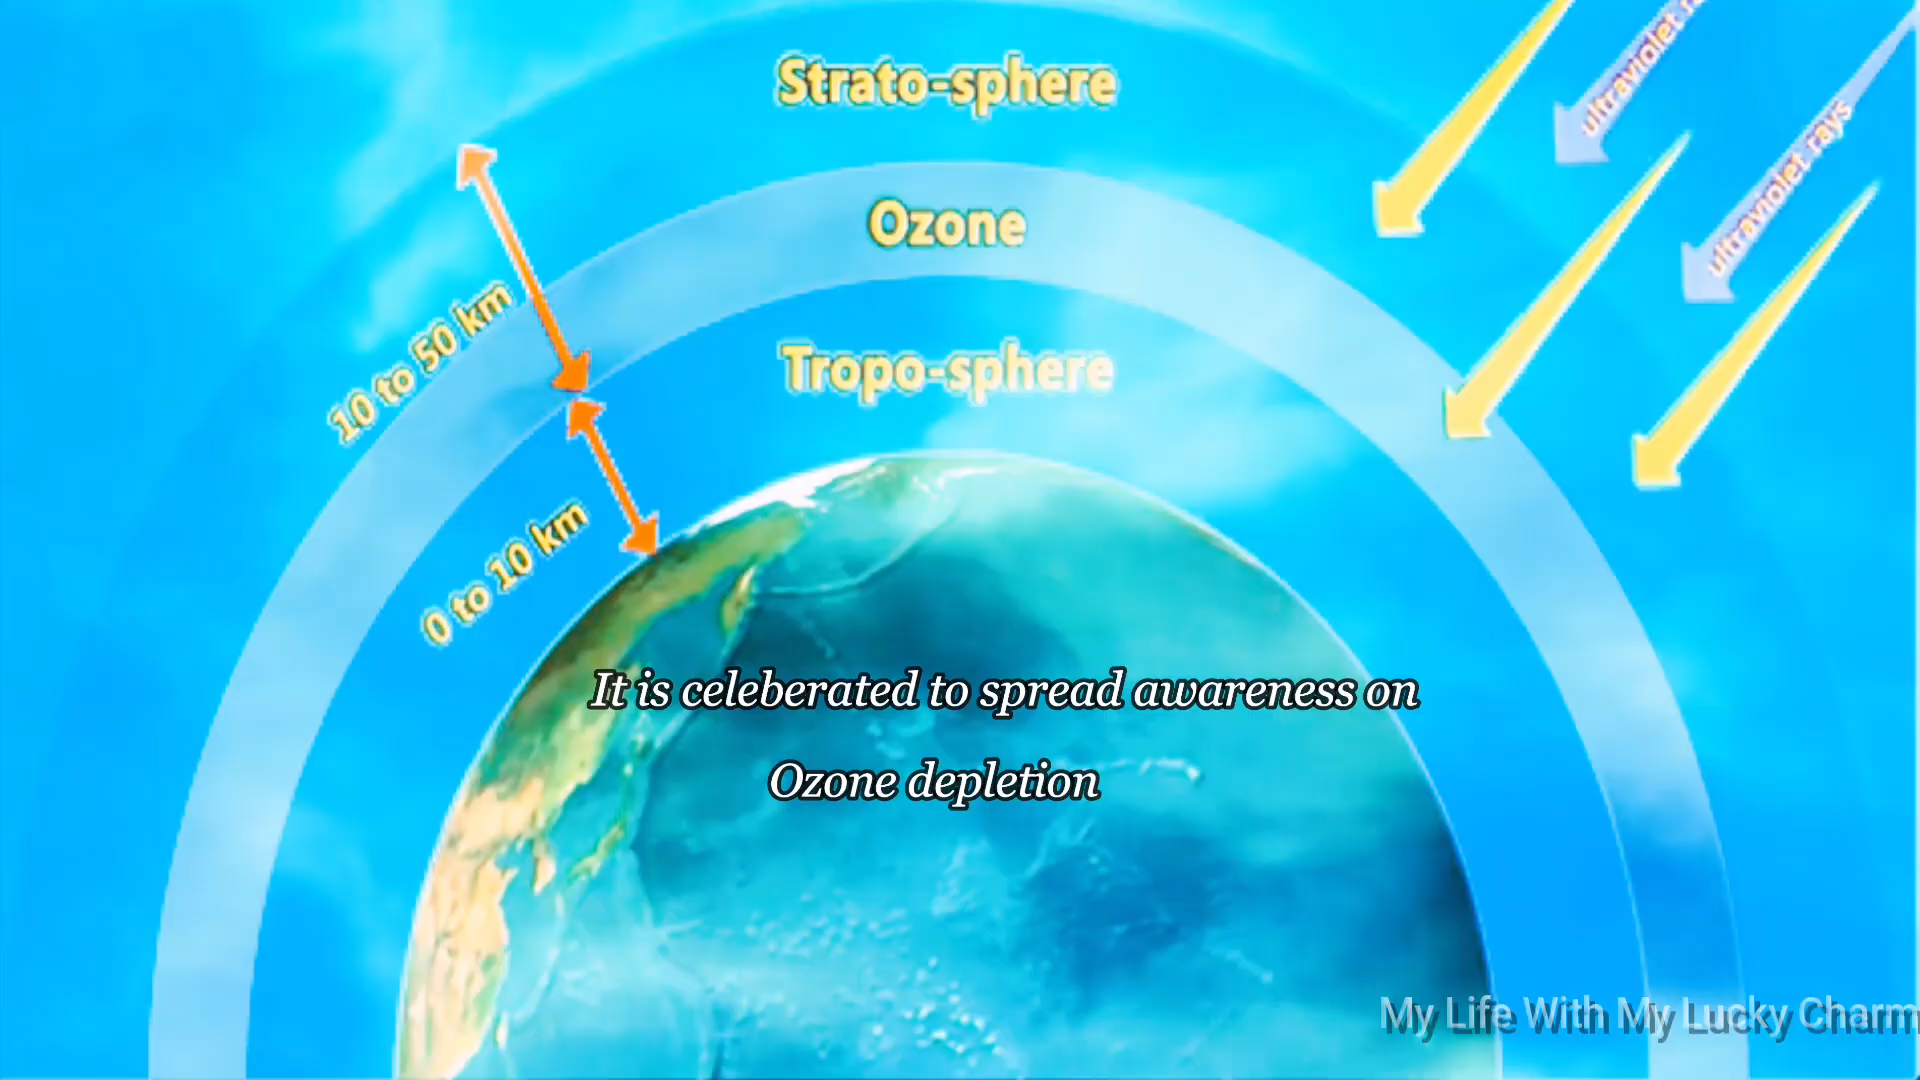 Strato-sphere
ultraviolet
ultraviolet rays
Ozone
10 to 50 km
Tropo-sphere
0 to 10 km
It is celeberated to spread awareness on
Ozone depletion
My Life With My Lucky Charm